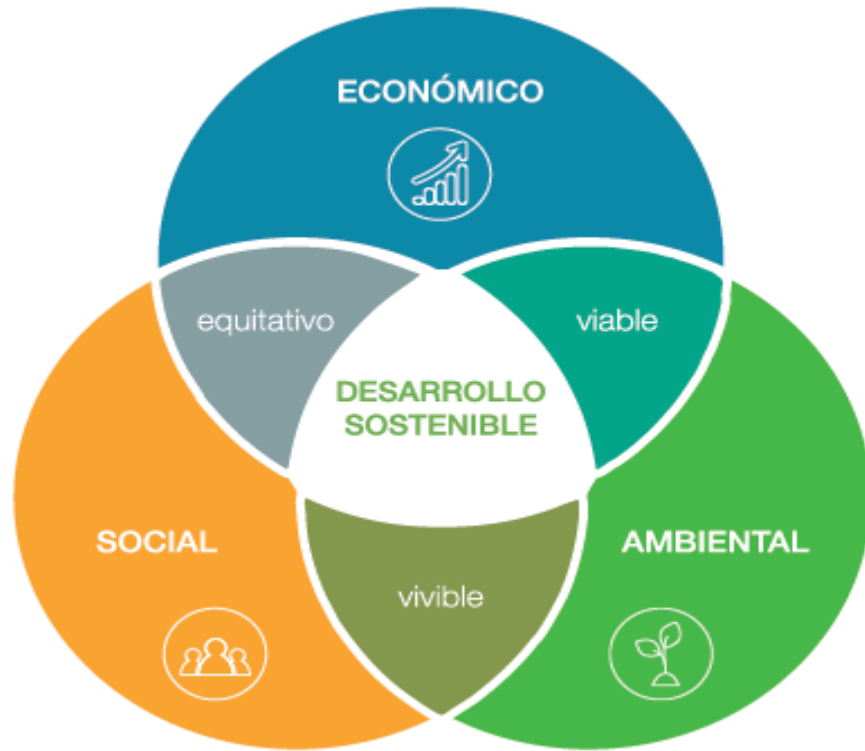 ECONÓMICO
equitativo
viable
DESARROLLO
SOSTENIBLE
SOCIAL
AMBIENTAL
vivible